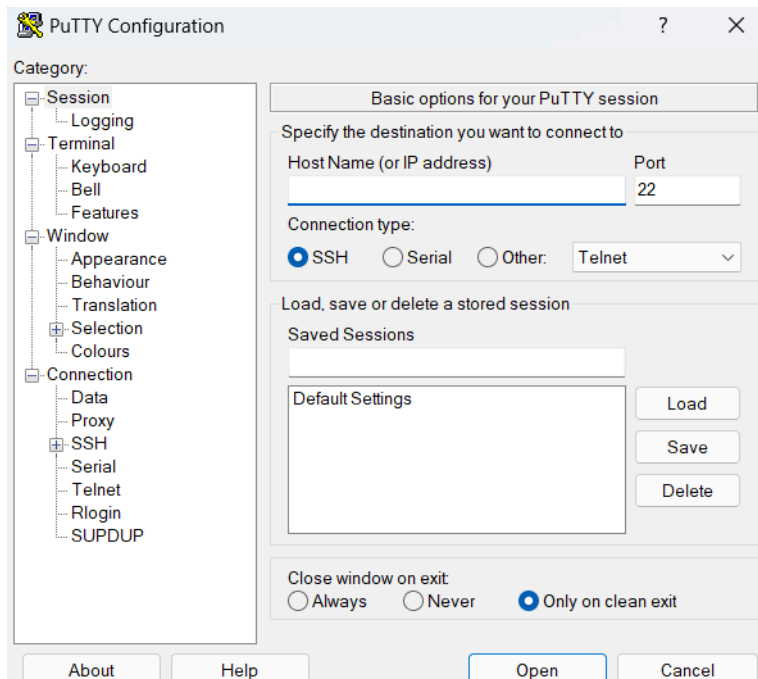 PuTTY Configuration
?
Category:
Session
Logging
Terminal
Keyboard
Bell
Features
Window
Appearance
Behaviour
Translation
Selection
Colours
Connection
Data
Proxy
SSH
Serial
Telnet
Rlogin
SUPDUP
Basic options for your PuTTY session
Specify the destination you want to connect to
Host Name (or IP address) Port
22
Connection type:
SSH Serial Other: Telnet
Load, save or delete a stored session
Saved Sessions
Default Settings
Load
Save
Delete
Close window on exit:
Always Never Only on clean exit
About Help Open Cancel